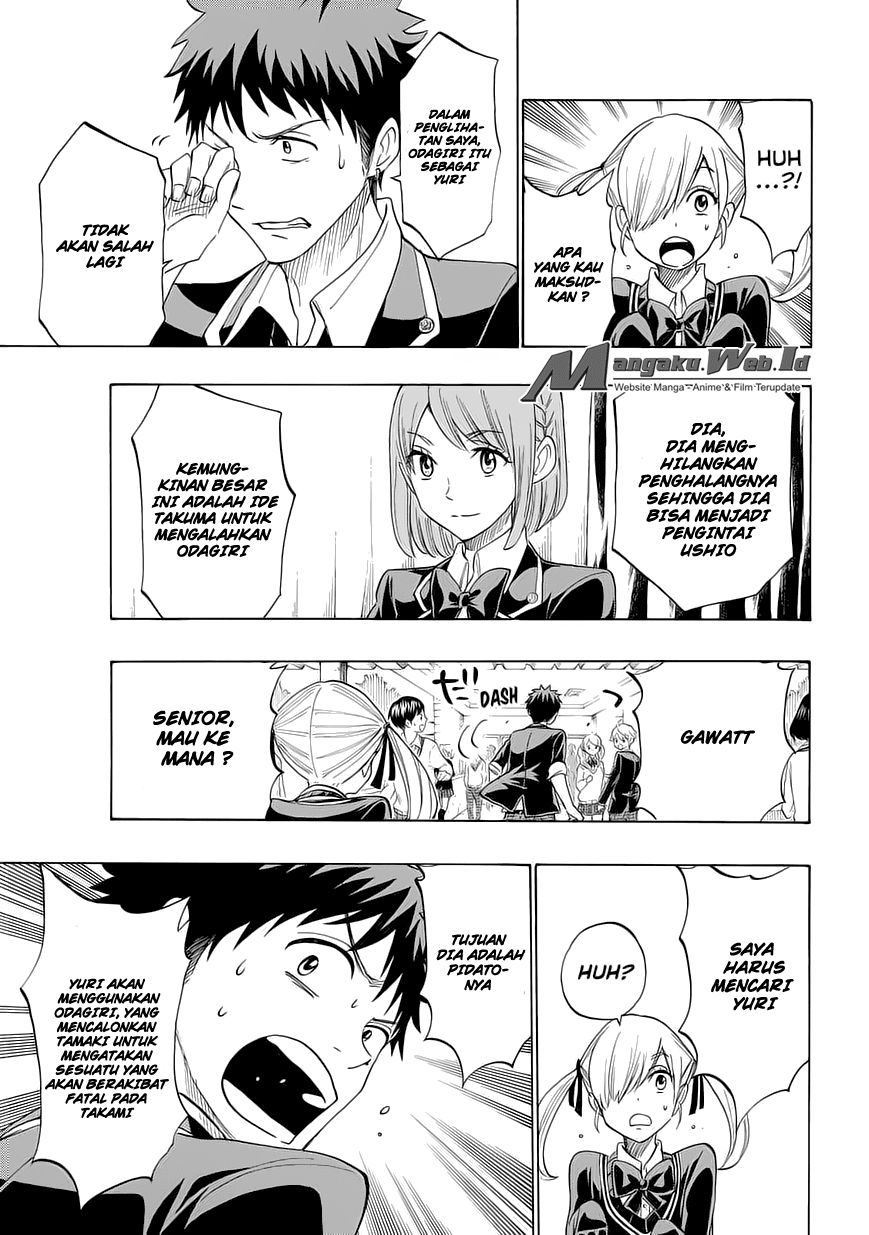 HUH
...?!
APA
YANG KAU
MAKSUD-
KAN ?
DALAM
PENGLIHA-
TAN SAYA,
ODAGIRI ITU
SEBAGAI
YURI
TIDAK
AKAN SALAH
LAGI
Mangaku.Web.Id
Website Manga - Anime & Film Terupdate
DIA,
DIA MENG-
HILANGKAN
PENGHALANGNYA
SEHINGGA DIA
BISA MENJADI
PENGINTAI
USHIO
KEMUNG-
KINAN BESAR
INI ADALAH IDE
TAKUMA UNTUK
MENGALAHKAN
ODAGIRI
GAWATT
だ゛
DASH
SENIOR,
MAU KE
MANA ?
SAYA
HARUS
MENCARI
YURI
HUH?
TUJUAN
DIA ADALAH
PIDATO-
NYA
YURI AKAN
MENGGUNAKAN
ODAGIRI, YANG
MENCALONKAN
TAMAKI UNTUK
MENGATAKAN
SESUATU YANG
AKAN BERAKIBAT
FATAL PADA
TAKAMI